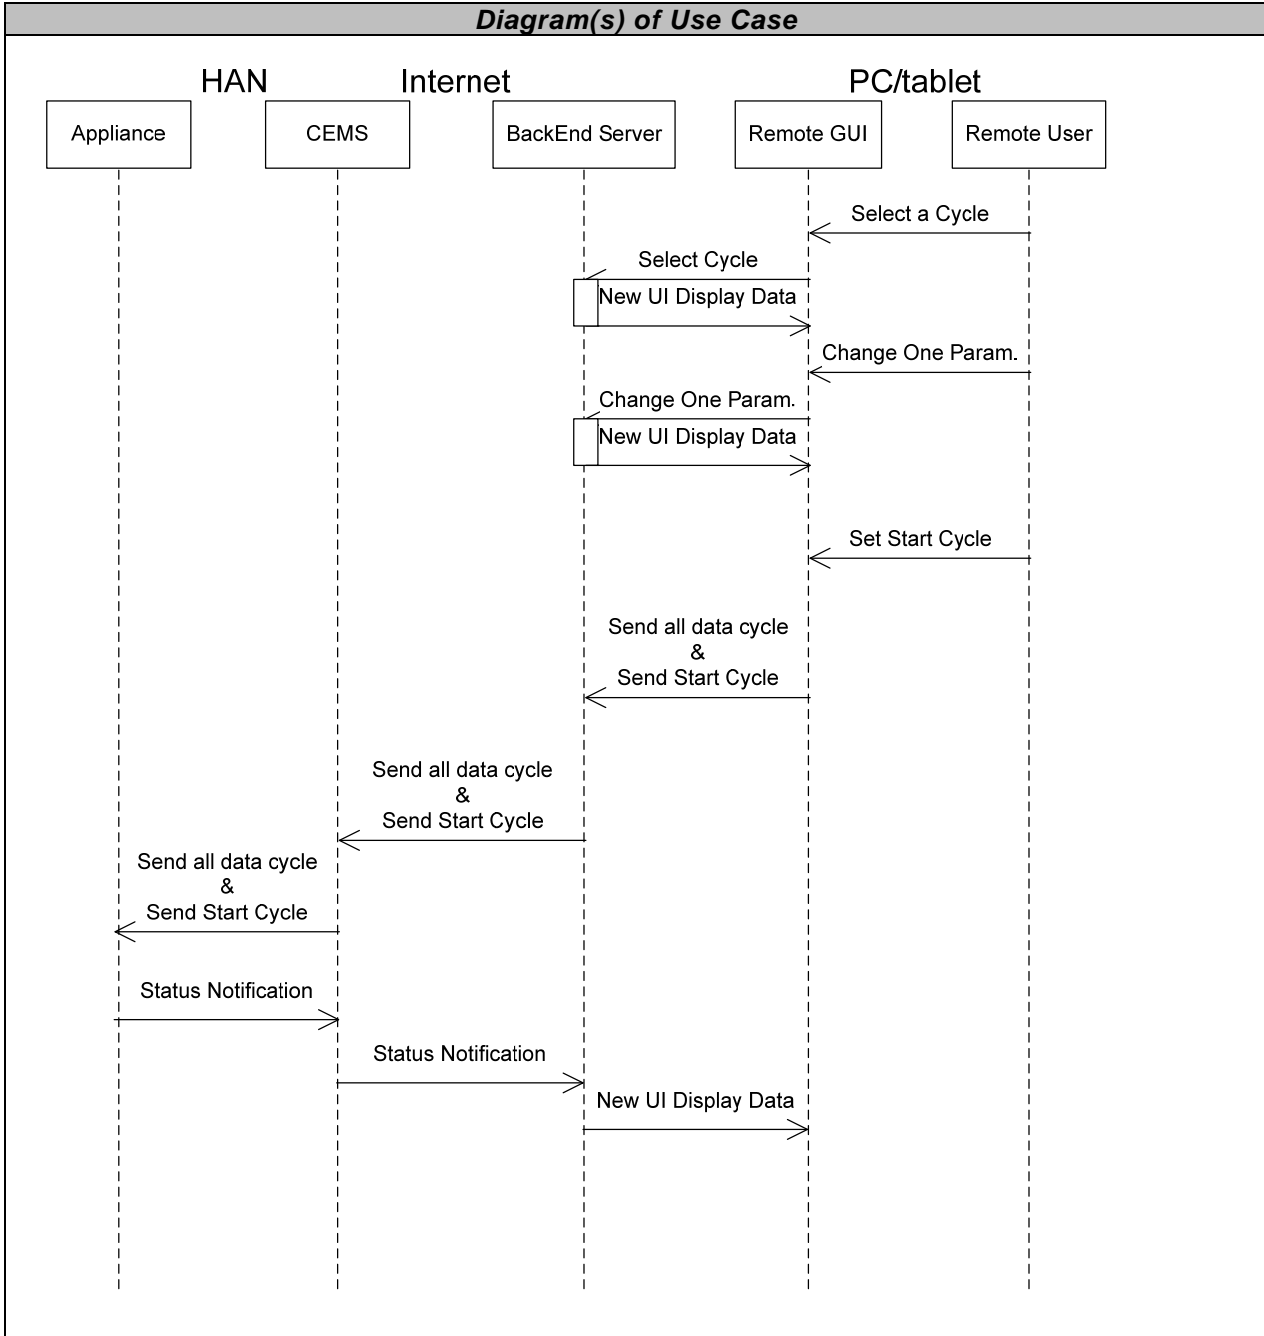 Diagram(s) of Use Case
HAN
Internet
PC/tablet
Appliance
CEMS
BackEnd Server
Remote GUI
Remote User
Select a Cycle
Select Cycle
New UI Display Data
Change One Param.
Change One Param.
New UI Display Data
Set Start Cycle
Send all data cycle
&
Send Start Cycle
Send all data cycle
&
Send Start Cycle
Send all data cycle
&
Send Start Cycle
Status Notification
Status Notification
New UI Display Data